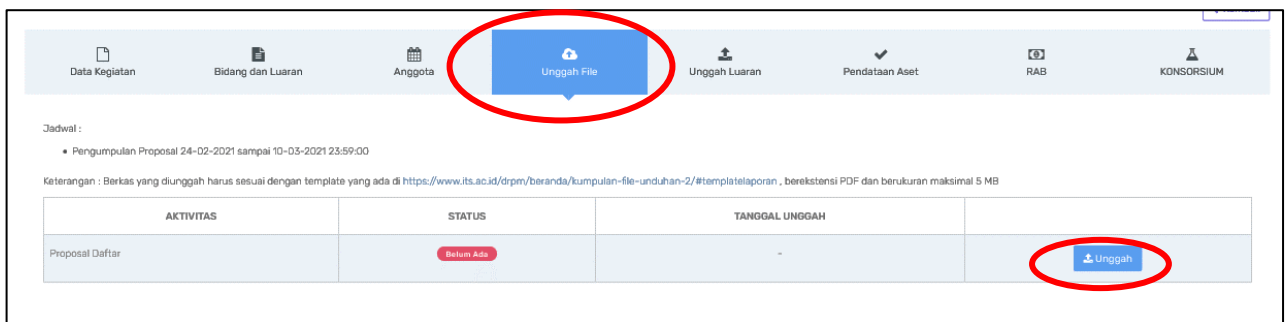 Data Kegiatan
Bidang dan Luaran
Anggota
Unggah File
Unggah Luaran
Pendataan Aset
RAB
KONSORSIUM
Jadwal :
• Pengumpulan Proposal 24-02-2021 sampai 10-03-2021 23:59:00
Keterangan : Berkas yang diunggah harus sesuai dengan template yang ada di https://www.its.ac.id/drpm/beranda/kumpulan-file-unduhan-2/#templatelaporan , berekstensi PDF dan berukuran maksimal 5 MB
AKTIVITAS STATUS TANGGAL UNGGAH
Proposal Daftar Belum Ada - Unggah